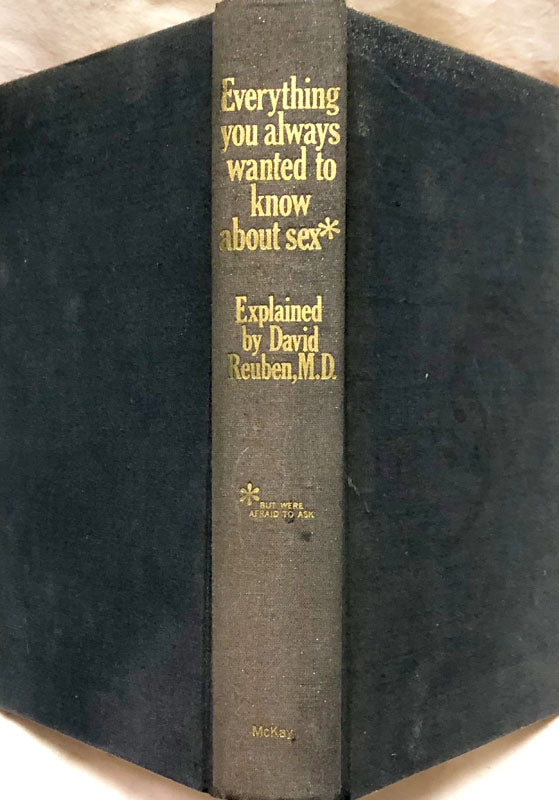 Everything
you always
wanted to
know
about sex*
Explained
by David
Reuben, M.D.
*BUT WERE
AFRAID TO ASK
McKay